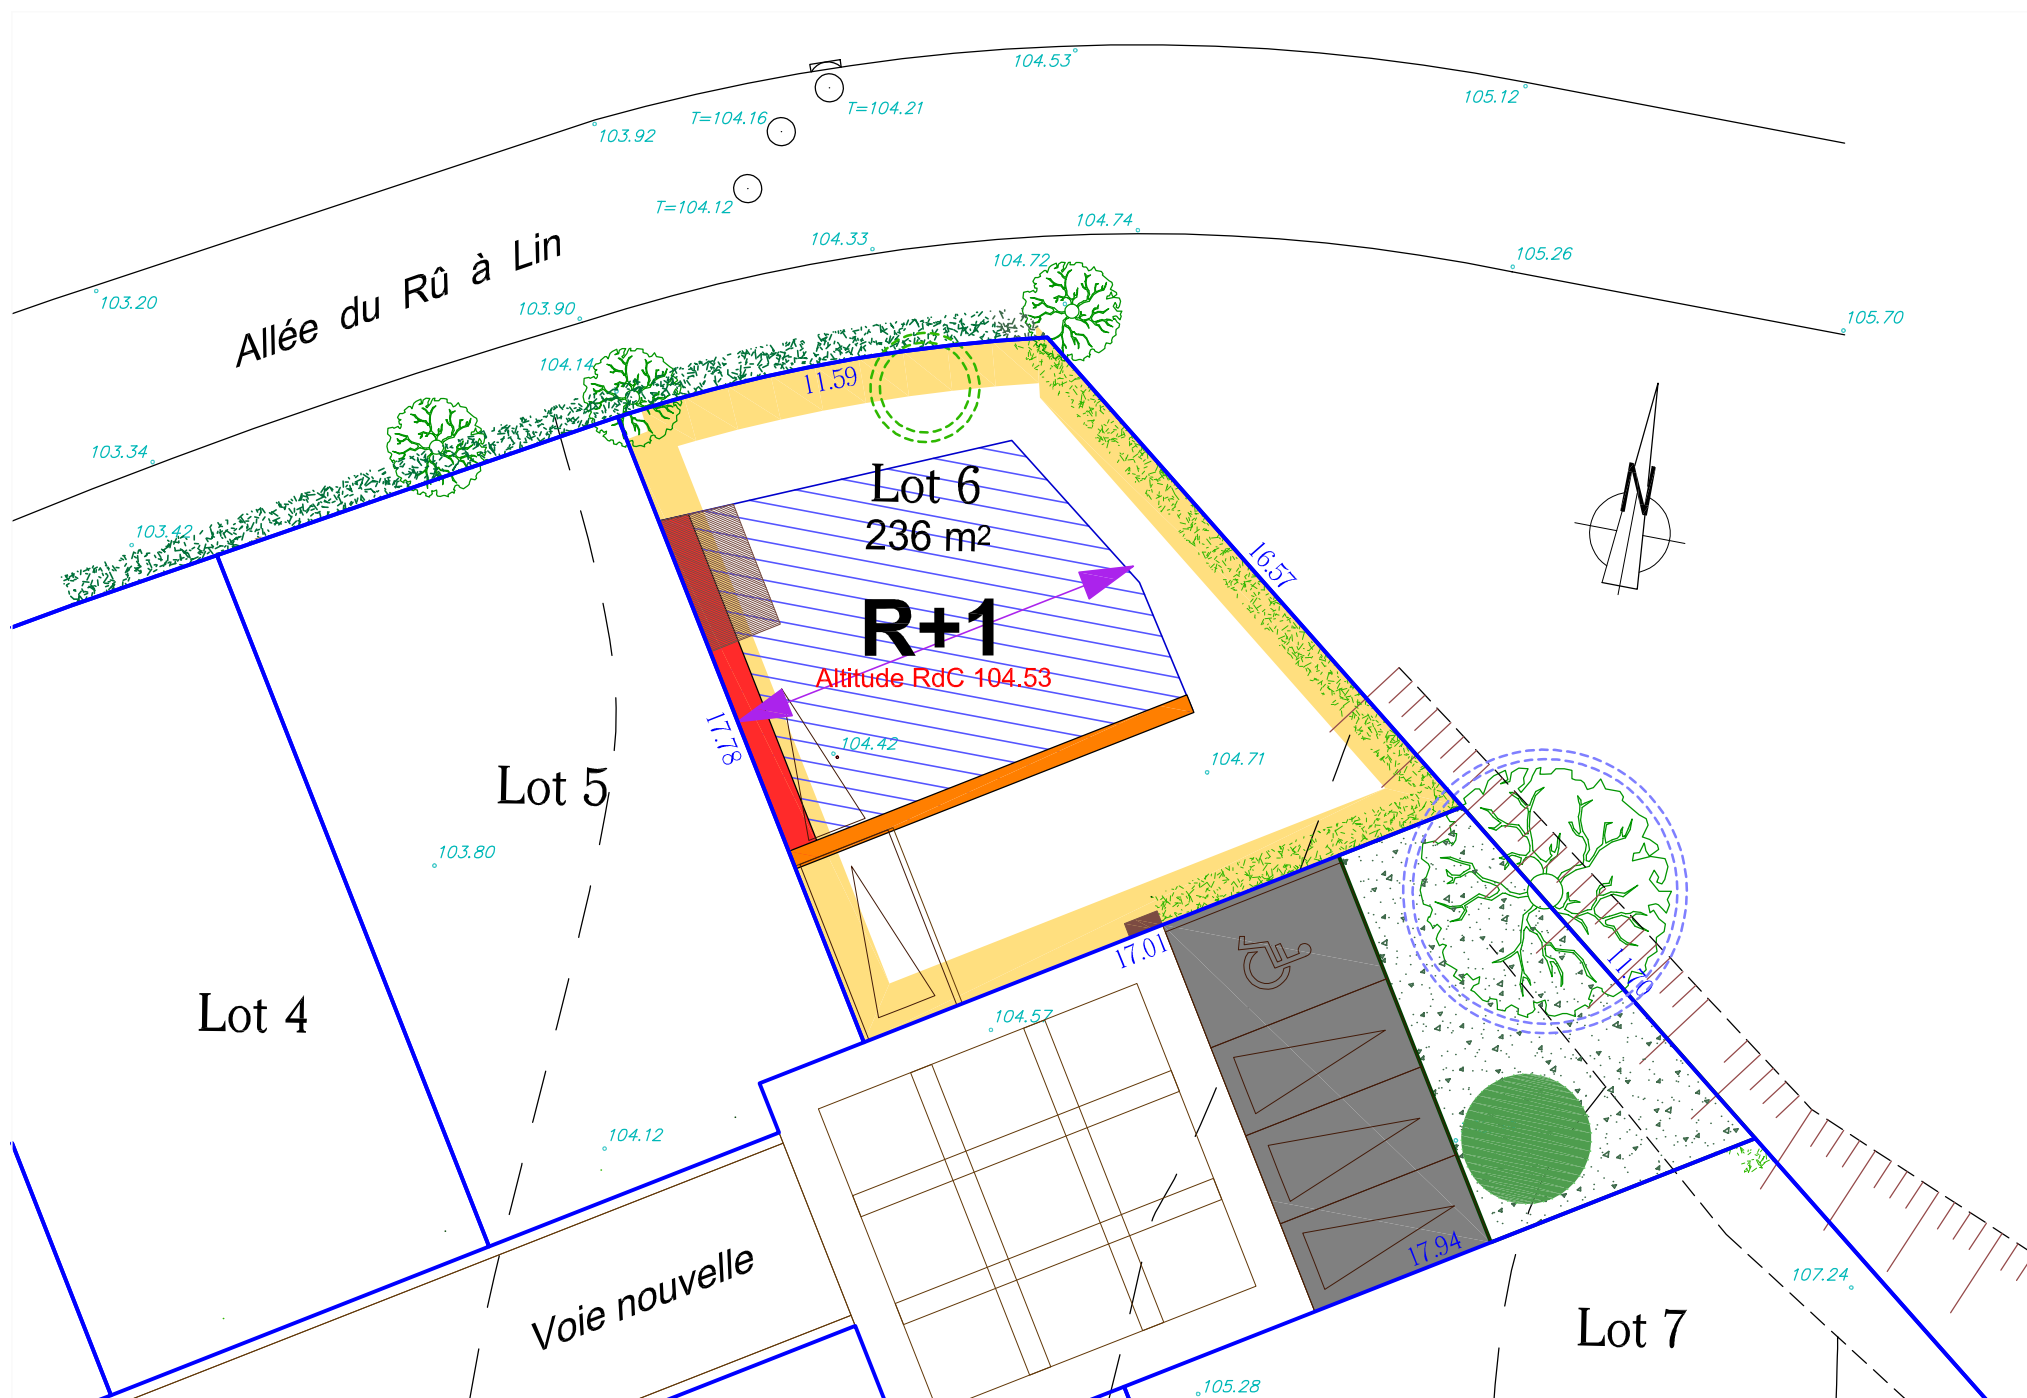 104.53
105.12
T=104.21
T=104.16
103.92
T=104.12
104.74
104.33
104.72
105.26
Allée du Rû à Lin
103.20
103.90
105.70
104.14
11.59
103.34
103.42
Lot 6
236 m²
16.57
N
R+1
Altitude RdC 104.53
17.78
104.42
104.71
Lot 5
103.80
17.01
Lot 4
104.57
104.12
17.94
Voie nouvelle
107.24
Lot 7
105.28